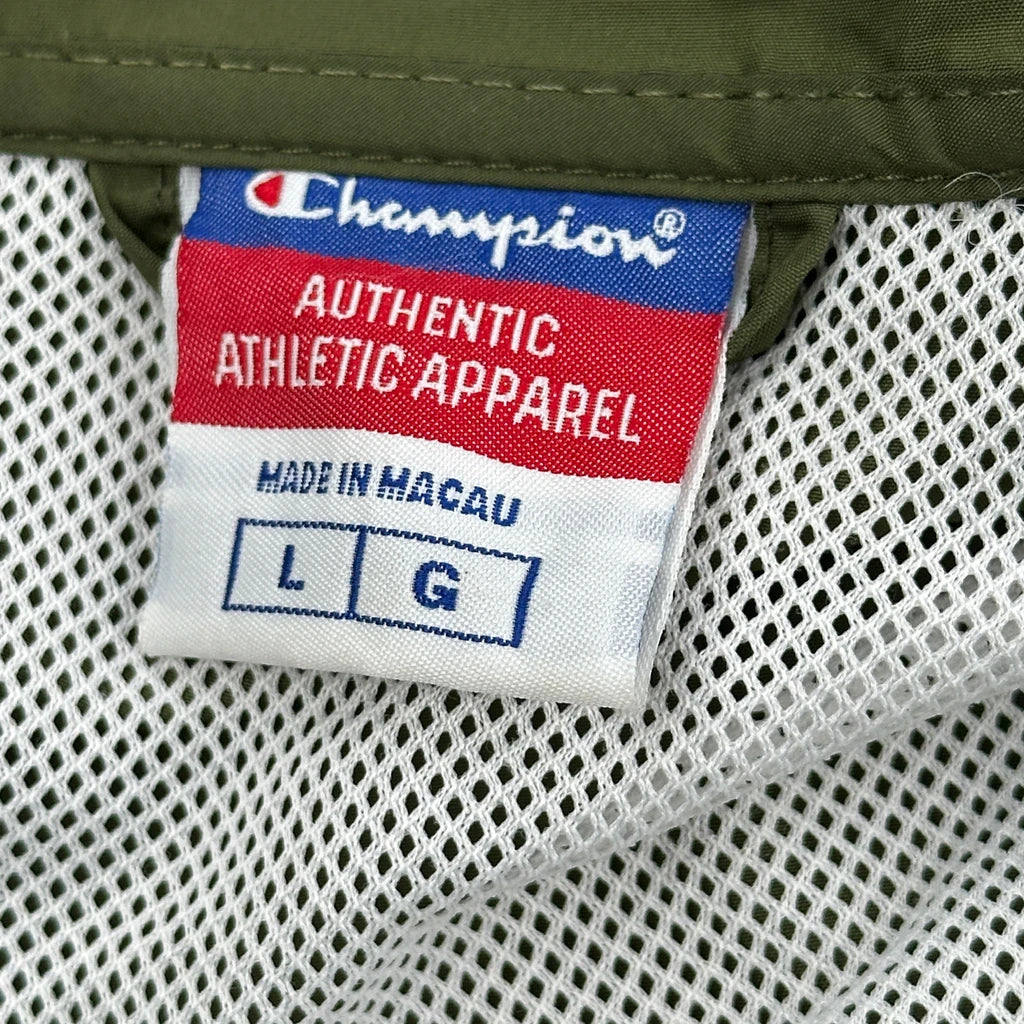 Champion®
AUTHENTIC
ATHLETIC APPAREL
MADE IN MACAU
L G